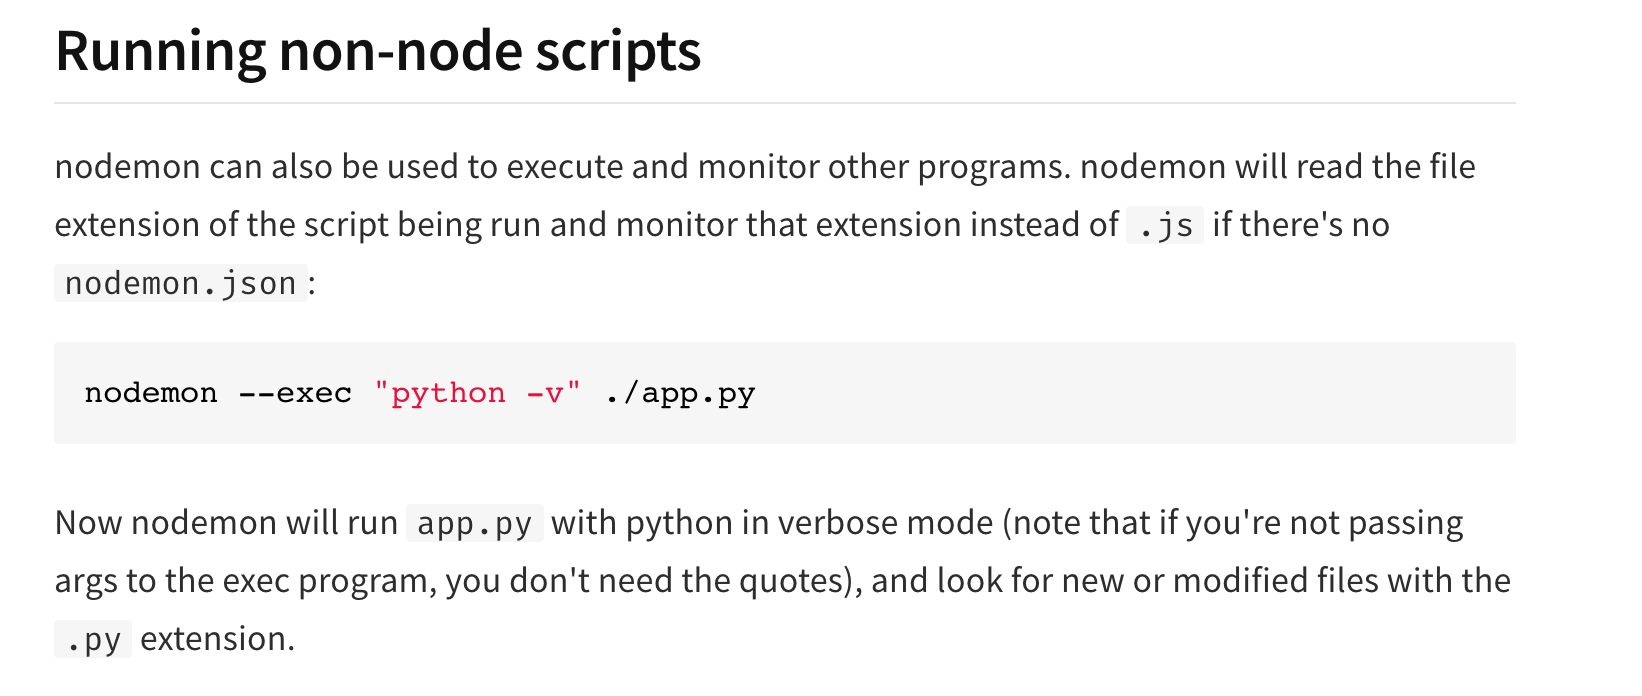 Running non-node scripts
nodemon can also be used to execute and monitor other programs. nodemon will read the file
extension of the script being run and monitor that extension instead of .js if there's no
nodemon.json:
nodemon --exec "python -v" ./app.py
Now nodemon will run app.py with python in verbose mode (note that if you're not passing
args to the exec program, you don't need the quotes), and look for new or modified files with the
.py extension.